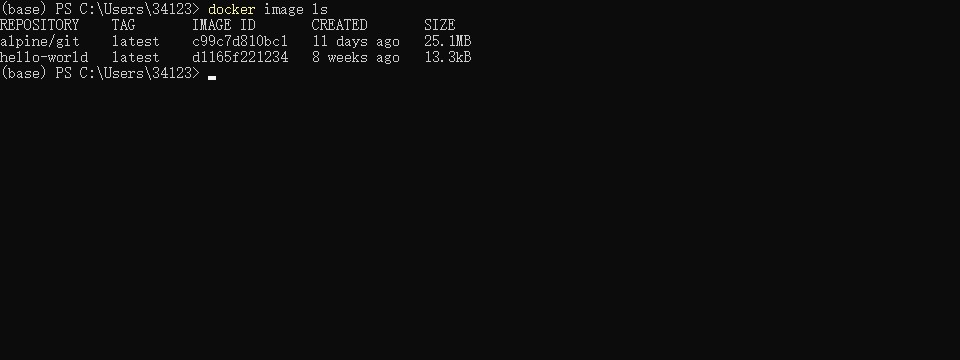 (base) PS C:\Users\34123> docker image ls
REPOSITORY    TAG       IMAGE ID       CREATED       SIZE
alpine/git    latest    c99c7d810bc1   11 days ago   25.1MB
hello-world   latest    d1165f221234   8 weeks ago   13.3kB
(base) PS C:\Users\34123>